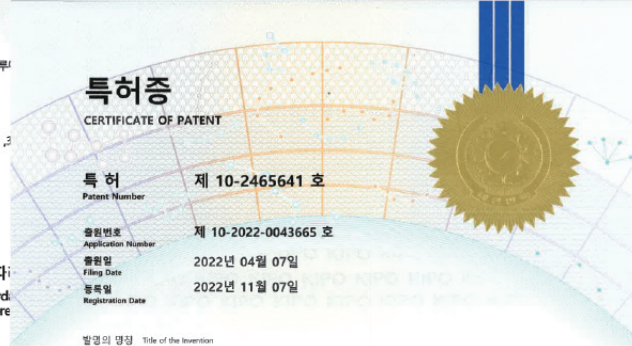 특허증
CERTIFICATE OF PATENT
특 허 제 10-2465641 호
Patent Number
출원번호 제 10-2022-0043665 호
Application Number
출원일 2022년 04월 07일
Filing Date
등록일 2022년 11월 07일
Registration Date
발명의 명칭 Title of the Invention